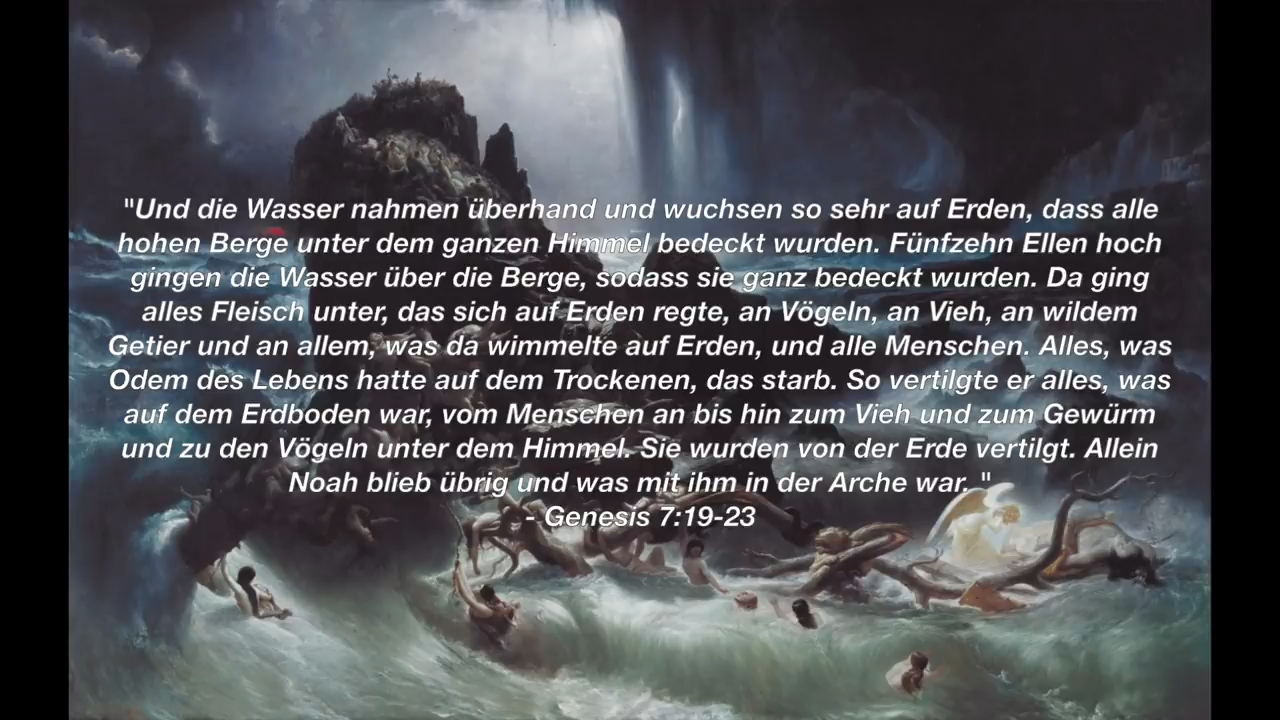 "Und die Wasser nahmen überhand und wuchsen so sehr auf Erden, dass alle
hohen Berge unter dem ganzen Himmel bedeckt wurden. Fünfzehn Ellen hoch
gingen die Wasser über die Berge, sodass sie ganz bedeckt wurden. Da ging
alles Fleisch unter, das sich auf Erden regte, an Vögeln, an Vieh, an wildem
Getier und an allem, was da wimmelte auf Erden, und alle Menschen. Alles, was
Odem des Lebens hatte auf dem Trockenen, das starb. So vertilgte er alles, was
auf dem Erdboden war, vom Menschen an bis hin zum Vieh und zum Gewürm
und zu den Vögeln unter dem Himmel. Sie wurden von der Erde vertilgt. Allein
Noah blieb übrig und was mit ihm in der Arche war. "
- Genesis 7:19-23